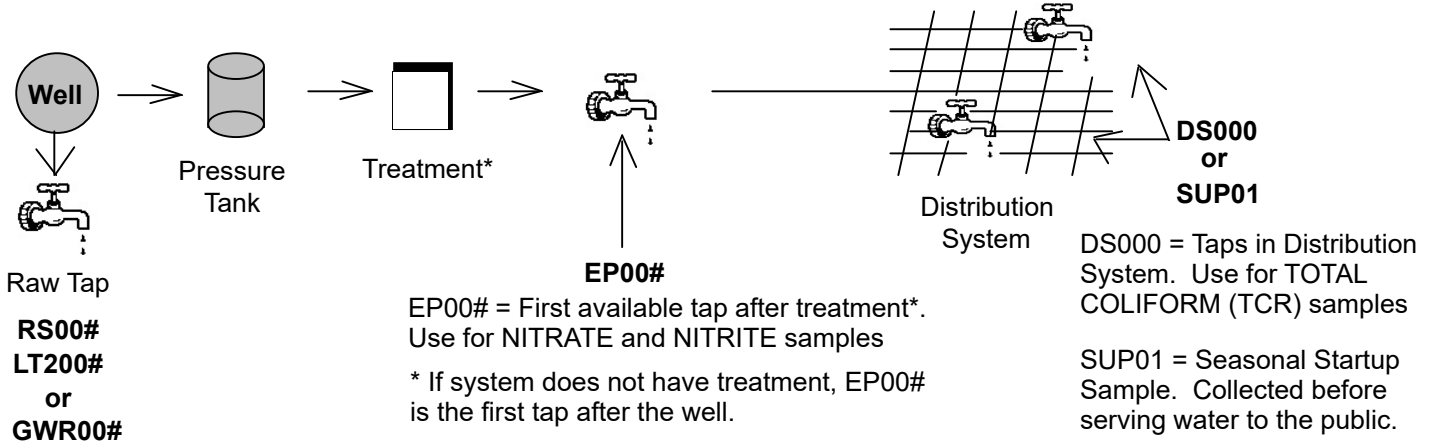 Well
Pressure
Tank
Treatment*
Raw Tap
RS00#
LT200#
or
GWR00#
EP00#
EP00# = First available tap after treatment*.
Use for NITRATE and NITRITE samples
* If system does not have treatment, EP00#
is the first tap after the well.
Distribution
System
DS000
or
SUP01
DS000 = Taps in Distribution
System. Use for TOTAL
COLIFORM (TCR) samples
SUP01 = Seasonal Startup
Sample. Collected before
serving water to the public.